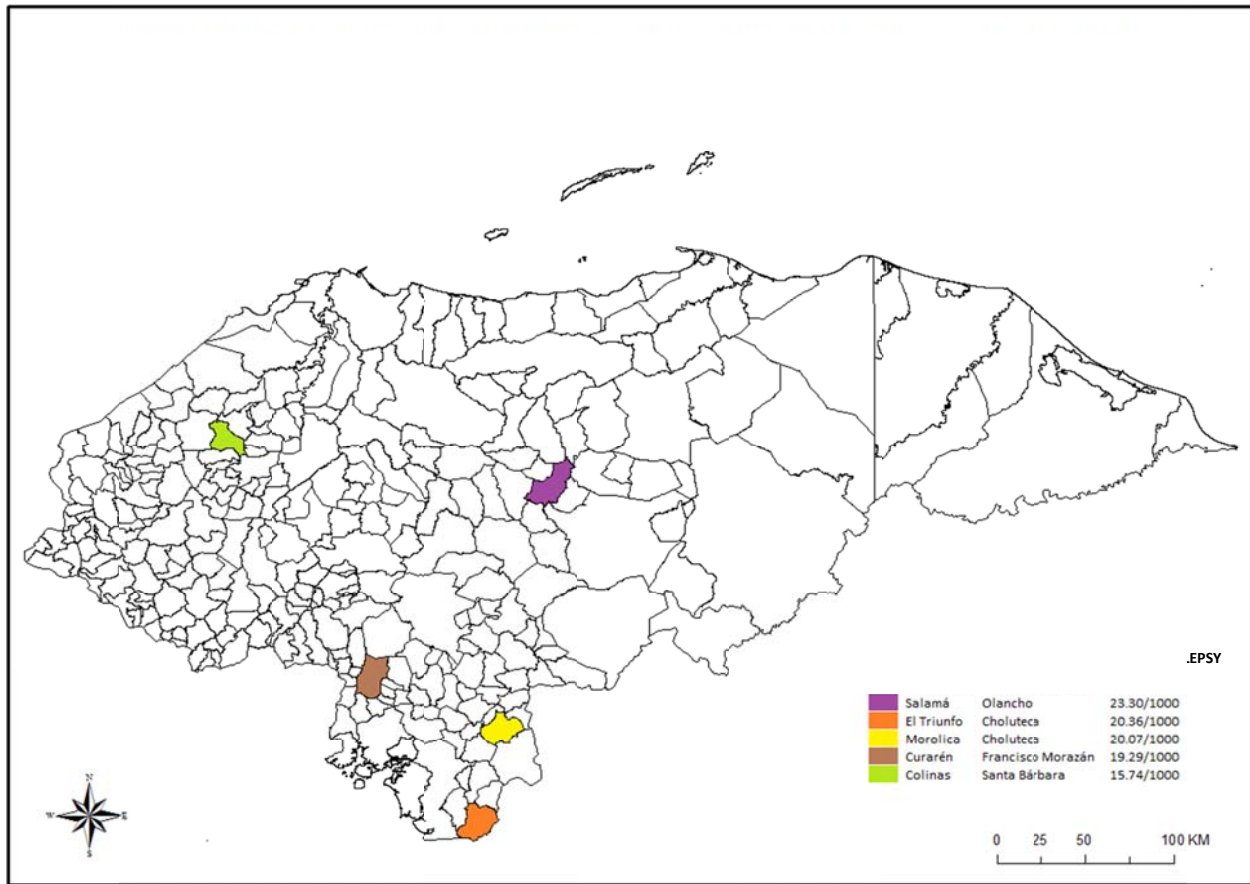 .EPSY
Salamá Olancho 23.30/1000
El Triunfo Choluteca 20.36/1000
Morolica Choluteca 20.07/1000
Curarén Francisco Morazán 19.29/1000
Colinas Santa Bárbara 15.74/1000
N
W E
S
0 25 50 100 KM